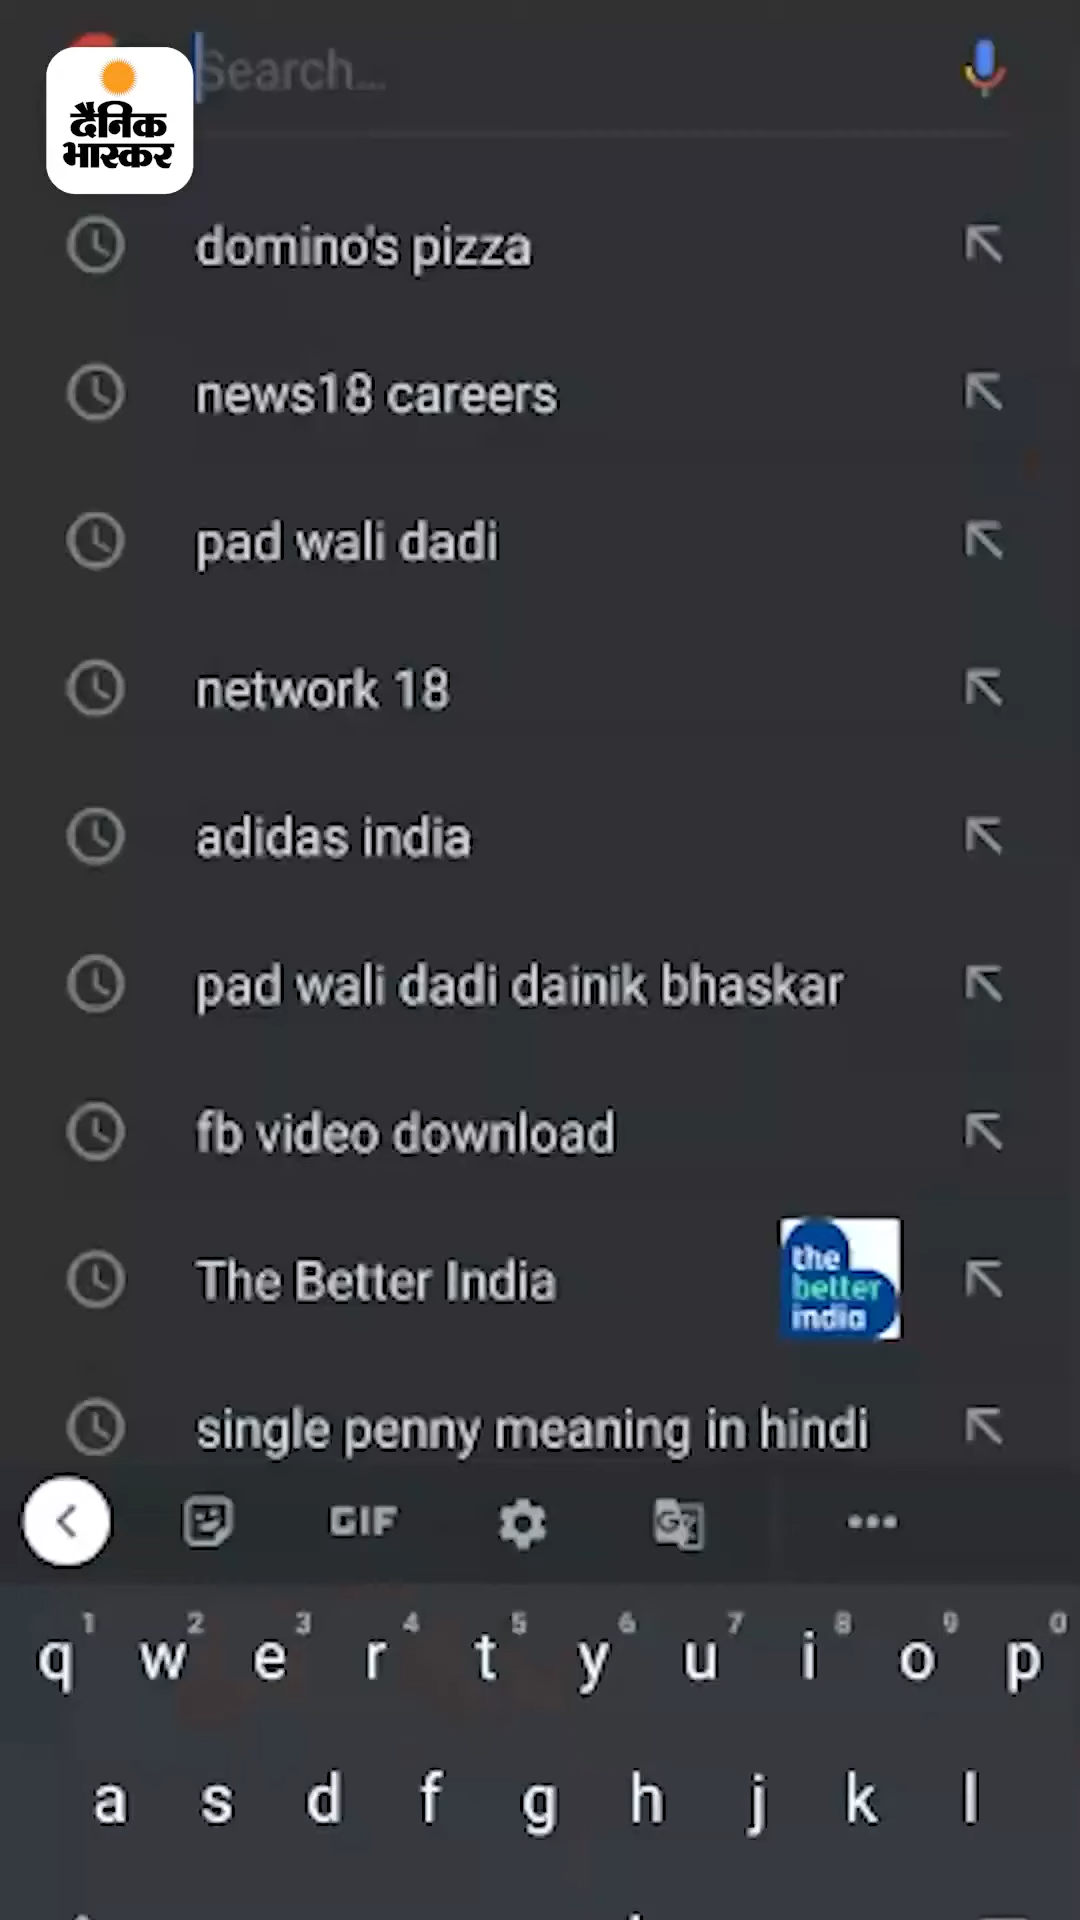 Search...
दैनिक
भास्कर
domino's pizza
news18 careers
pad wali dadi
network 18
adidas india
pad wali dadi dainik bhaskar
fb video download
The Better India
the
better
india
single penny meaning in hindi
GIF
1 2 3 4 5 6 7 8 9 0
q w e r t y u i o p
a s d f g h j k l